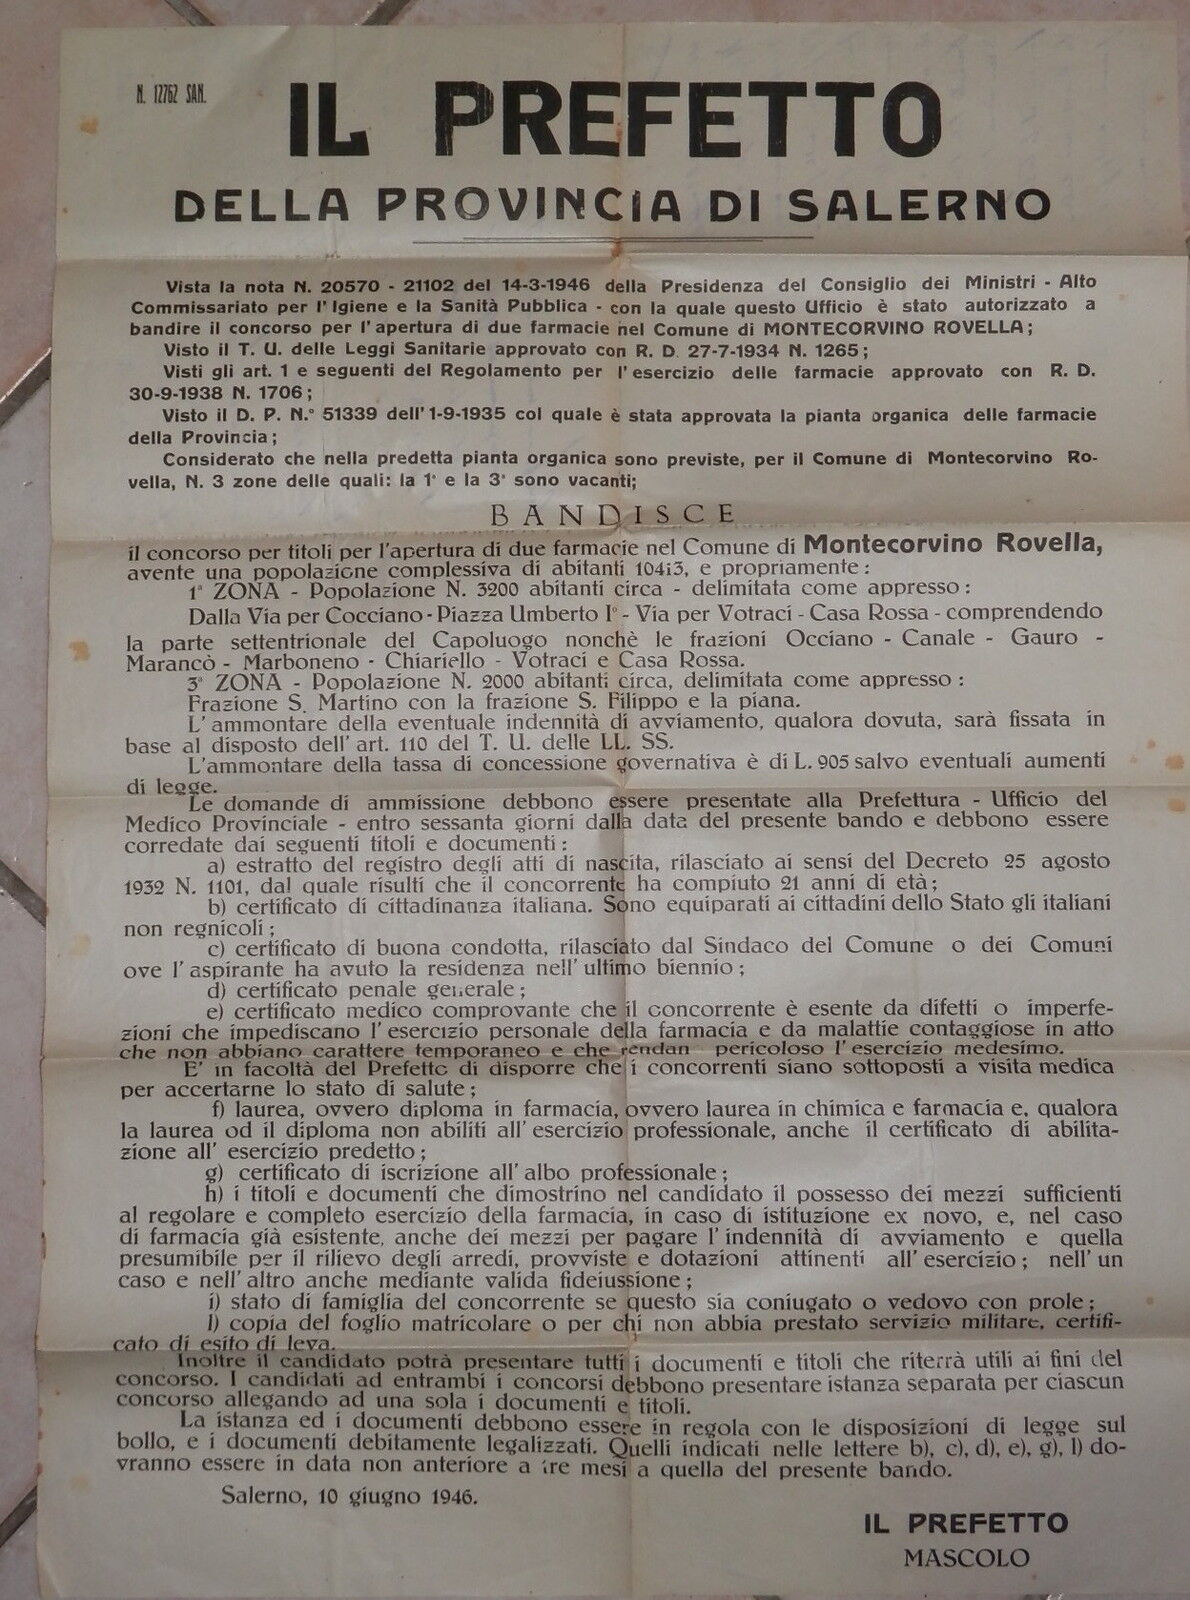 N. 12762 SAN.
IL PREFETTO
DELLA PROVINCIA DI SALERNO
Vista la nota N. 20570 - 21102 del 14-3-1946 della Presidenza del Consiglio dei Ministri - Alto
Commissariato per l'Igiene e la Sanità Pubblica - con la quale questo Ufficio è stato autorizzato a
bandire il concorso per l'apertura di due farmacie nel Comune di MONTECORVINO ROVELLA;
Visto il T. U. delle Leggi Sanitarie approvato con R. D. 27-7-1934 N. 1265;
Visti gli art. 1 e seguenti del Regolamento per l'esercizio delle farmacie approvato con R. D.
30-9-1938 N. 1706;
Visto il D. P. N.° 51339 dell'1-9-1935 col quale è stata approvata la pianta organica delle farmacie
della Provincia;
Considerato che nella predetta pianta organica sono previste, per il Comune di Montecorvino Ro-
vella, N. 3 zone delle quali: la 1ª e la 3ª sono vacanti;
BANDISCE
il concorso per titoli per l'apertura di due farmacie nel Comune di Montecorvino Rovella,
avente una popolazione complessiva di abitanti 10413, e propriamente:
1ª ZONA - Popolazione N. 3200 abitanti circa - delimitata come appresso:
Dalla Via per Cocciano - Piazza Umberto I° - Via per Votraci - Casa Rossa - comprendendo
la parte settentrionale del Capoluogo nonchè le frazioni Occiano - Canale - Gauro -
Marancò - Marboneno - Chiariello - Votraci e Casa Rossa.
3ª ZONA - Popolazione N. 2000 abitanti circa, delimitata come appresso:
Frazione S. Martino con la frazione S. Filippo e la piana.
L'ammontare della eventuale indennità di avviamento, qualora dovuta, sarà fissata in
base al disposto dell'art. 110 del T. U. delle LL. SS.
L'ammontare della tassa di concessione governativa è di L. 905 salvo eventuali aumenti
di legge.
Le domande di ammissione debbono essere presentate alla Prefettura - Ufficio del
Medico Provinciale - entro sessanta giorni dalla data del presente bando e debbono essere
corredate dai seguenti titoli e documenti:
a) estratto del registro degli atti di nascita, rilasciato ai sensi del Decreto 25 agosto
1932 N. 1101, dal quale risulti che il concorrente ha compiuto 21 anni di età;
b) certificato di cittadinanza italiana. Sono equiparati ai cittadini dello Stato gli italiani
non regnicoli;
c) certificato di buona condotta, rilasciato dal Sindaco del Comune o dei Comuni
ove l'aspirante ha avuto la residenza nell'ultimo biennio;
d) certificato penale generale;
e) certificato medico comprovante che il concorrente è esente da difetti o imperfe-
zioni che impediscano l'esercizio personale della farmacia e da malattie contaggiose in atto
che non abbiano carattere temporaneo e che rendan pericoloso l'esercizio medesimo.
E' in facoltà del Prefetto di disporre che i concorrenti siano sottoposti a visita medica
per accertarne lo stato di salute;
f) laurea, ovvero diploma in farmacia, ovvero laurea in chimica e farmacia e, qualora
la laurea od il diploma non abiliti all'esercizio professionale, anche il certificato di abilita-
zione all'esercizio predetto;
g) certificato di iscrizione all'albo professionale;
h) i titoli e documenti che dimostrino nel candidato il possesso dei mezzi sufficienti
al regolare e completo esercizio della farmacia, in caso di istituzione ex novo, e, nel caso
di farmacia già esistente, anche dei mezzi per pagare l'indennità di avviamento e quella
presumibile per il rilievo degli arredi, provviste e dotazioni attinenti all'esercizio; nell'un
caso e nell'altro anche mediante valida fideiussione;
i) stato di famiglia del concorrente se questo sia coniugato o vedovo con prole;
l) copia del foglio matricolare o per chi non abbia prestato servizio militare, certifi-
cato di esito di leva.
Inoltre il candidato potrà presentare tutti i documenti e titoli che riterrà utili ai fini del
concorso. I candidati ad entrambi i concorsi debbono presentare istanza separata per ciascun
concorso allegando ad una sola i documenti e titoli.
La istanza ed i documenti debbono essere in regola con le disposizioni di legge sul
bollo, e i documenti debitamente legalizzati. Quelli indicati nelle lettere b), c), d), e), g), l) do-
vranno essere in data non anteriore a tre mesi a quella del presente bando.
Salerno, 10 giugno 1946.
IL PREFETTO
MASCOLO